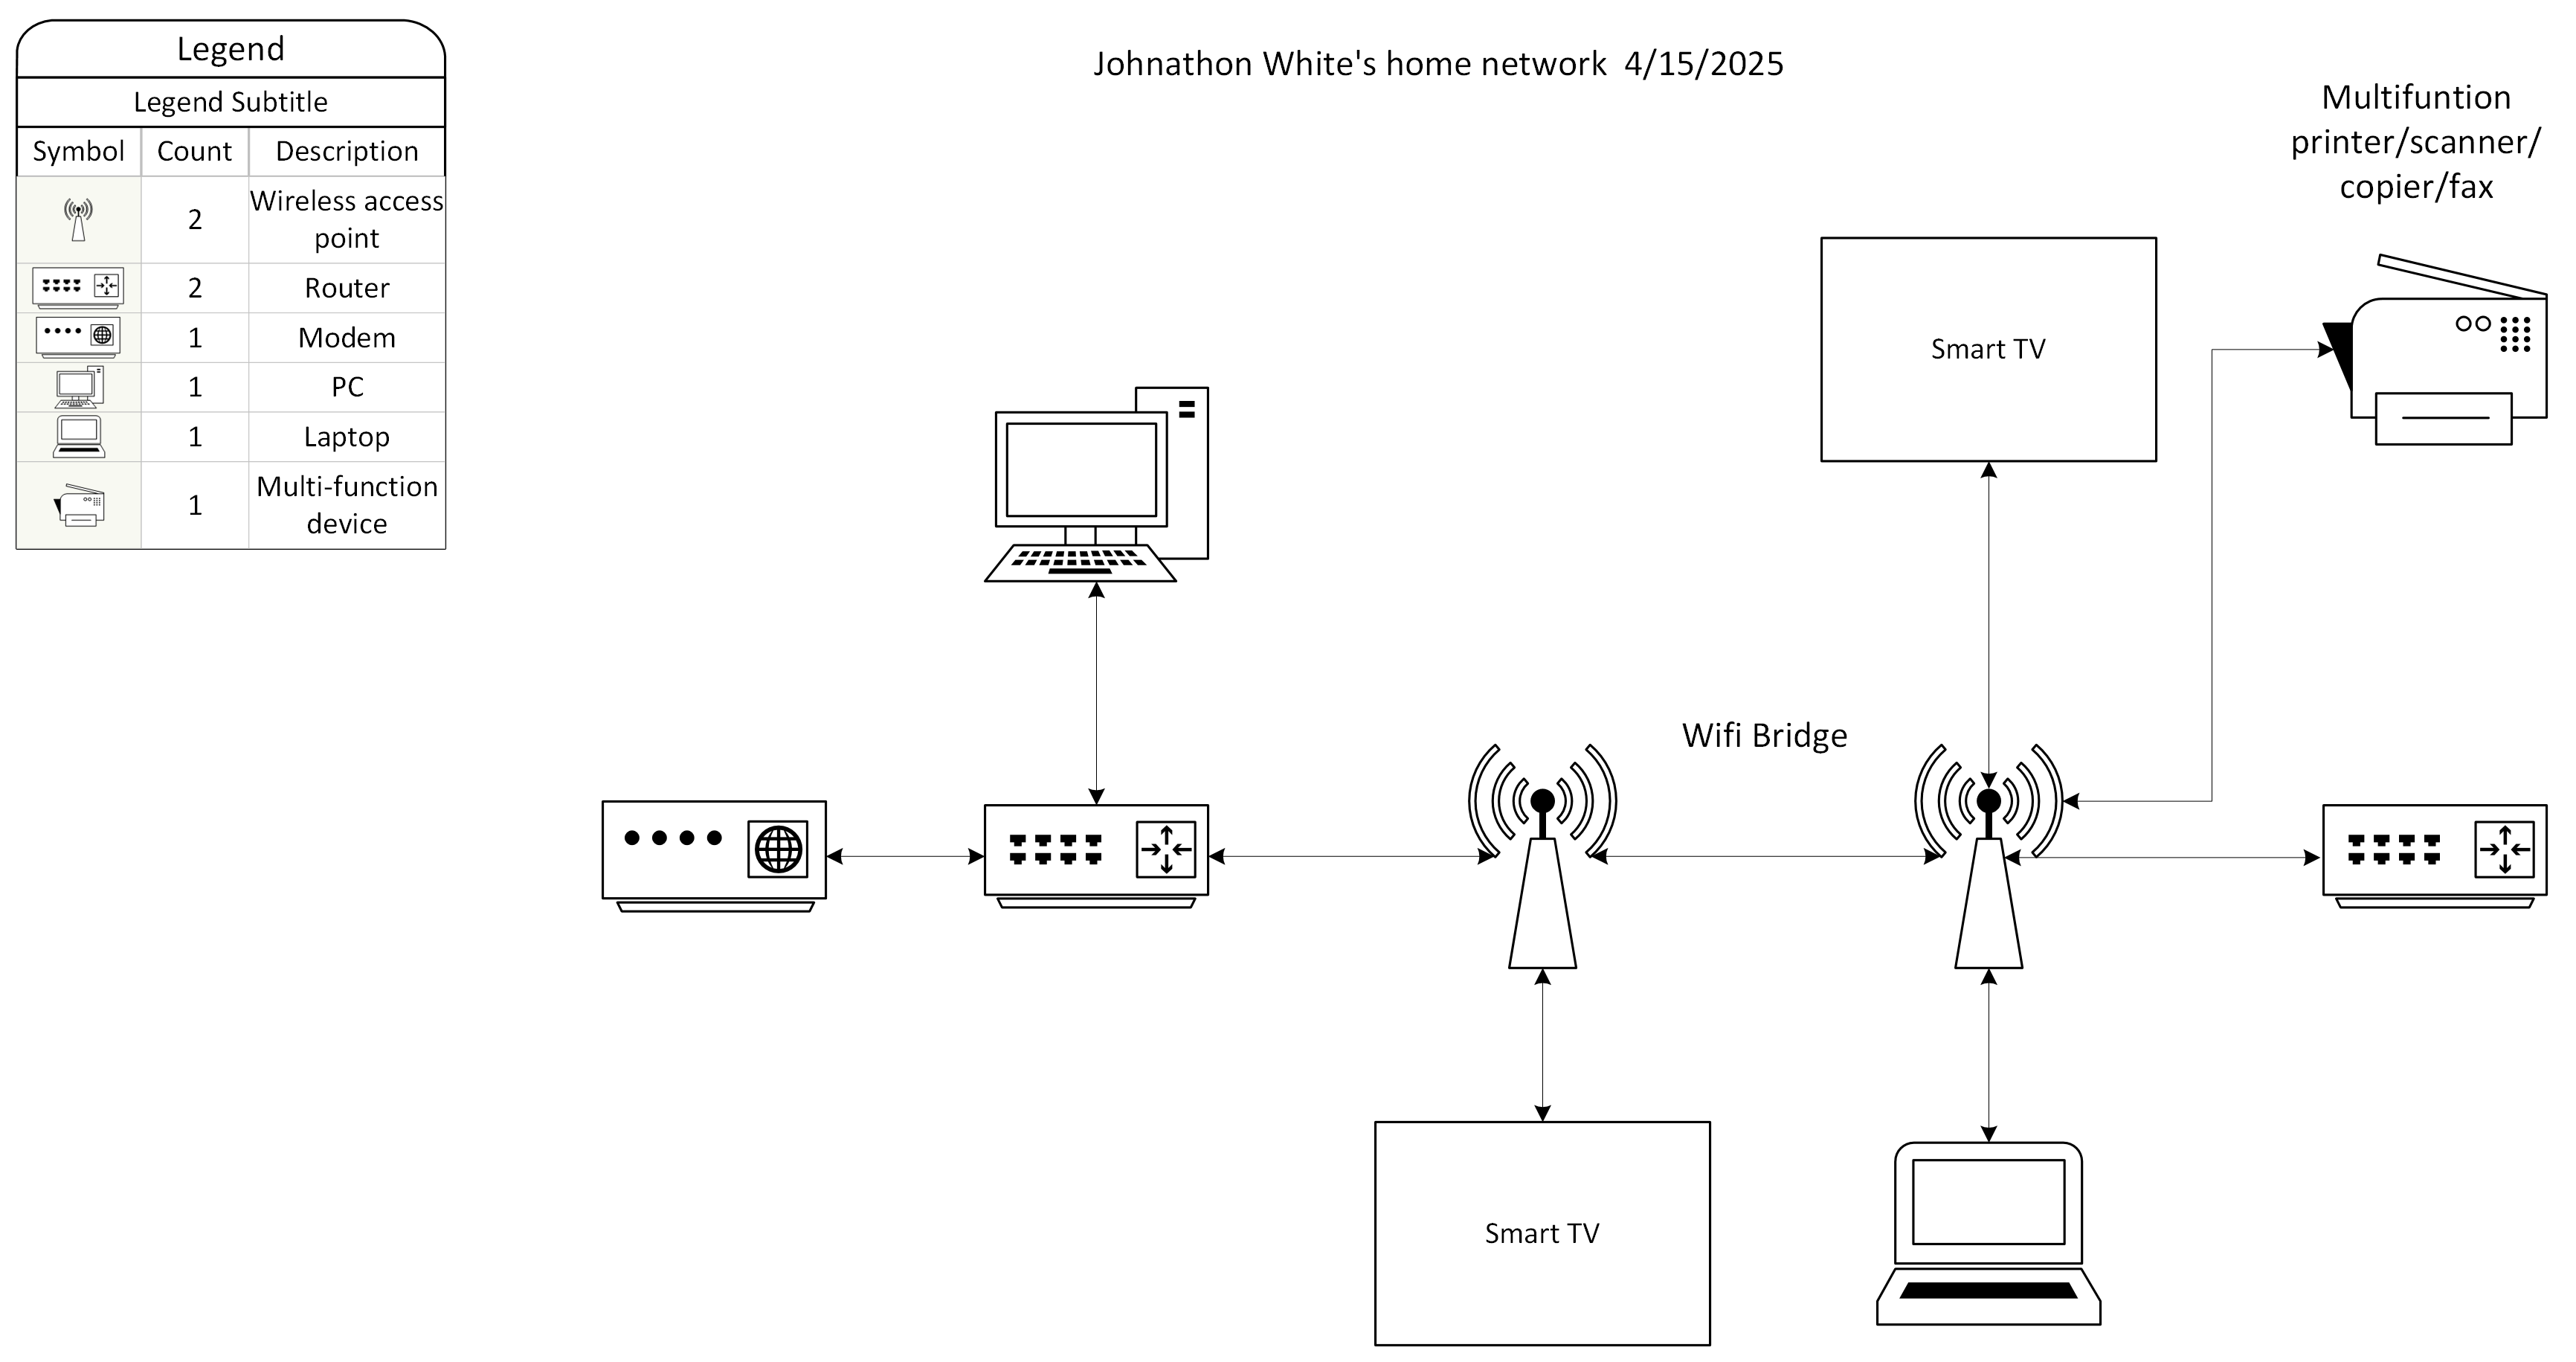 Legend
Legend Subtitle
Symbol Count Description
2 Wireless access
point
2 Router
1 Modem
1 PC
1 Laptop
1 Multi-function
device
Johnathon White's home network  4/15/2025
Multifuntion
printer/scanner/
copier/fax
Smart TV
Wifi Bridge
Smart TV